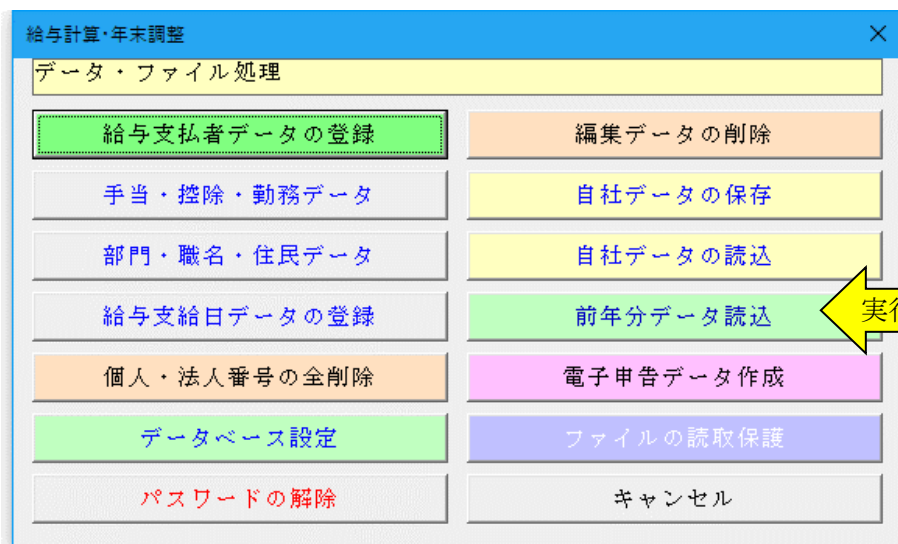 給与計算・年末調整
データ・ファイル処理
給与支払者データの登録
編集データの削除
手当・控除・勤務データ
自社データの保存
部門・職名・住民データ
自社データの読込
給与支給日データの登録
前年分データ読込
実行
個人・法人番号の全削除
電子申告データ作成
データベース設定
ファイルの読取保護
パスワードの解除
キャンセル